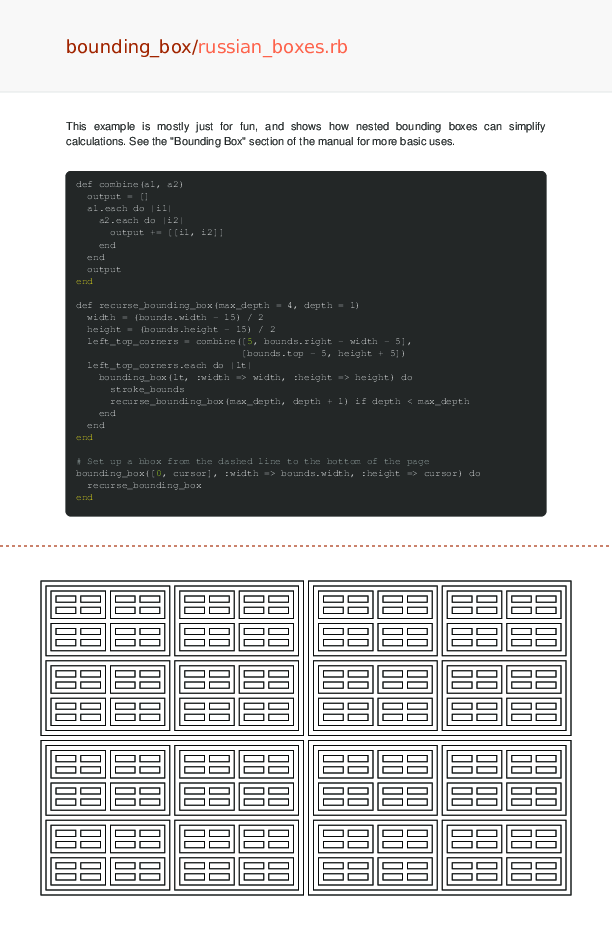 bounding_box/russian_boxes.rb
This example is mostly just for fun, and shows how nested bounding boxes can simplify
calculations. See the "Bounding Box" section of the manual for more basic uses.
def combine(a1, a2)
  output = []
  a1.each do |i1|
    a2.each do |i2|
      output += [[i1, i2]]
    end
  end
  output
end
def recurse_bounding_box(max_depth = 4, depth = 1)
  width = (bounds.width - 15) / 2
  height = (bounds.height - 15) / 2
  left_top_corners = combine([5, bounds.right - width - 5],
                             [bounds.top - 5, height + 5])
  left_top_corners.each do |lt|
    bounding_box(lt, :width => width, :height => height) do
      stroke_bounds
      recurse_bounding_box(max_depth, depth + 1) if depth < max_depth
    end
  end
end
# Set up a bbox from the dashed line to the bottom of the page
bounding_box([0, cursor], :width => bounds.width, :height => cursor) do
  recurse_bounding_box
end